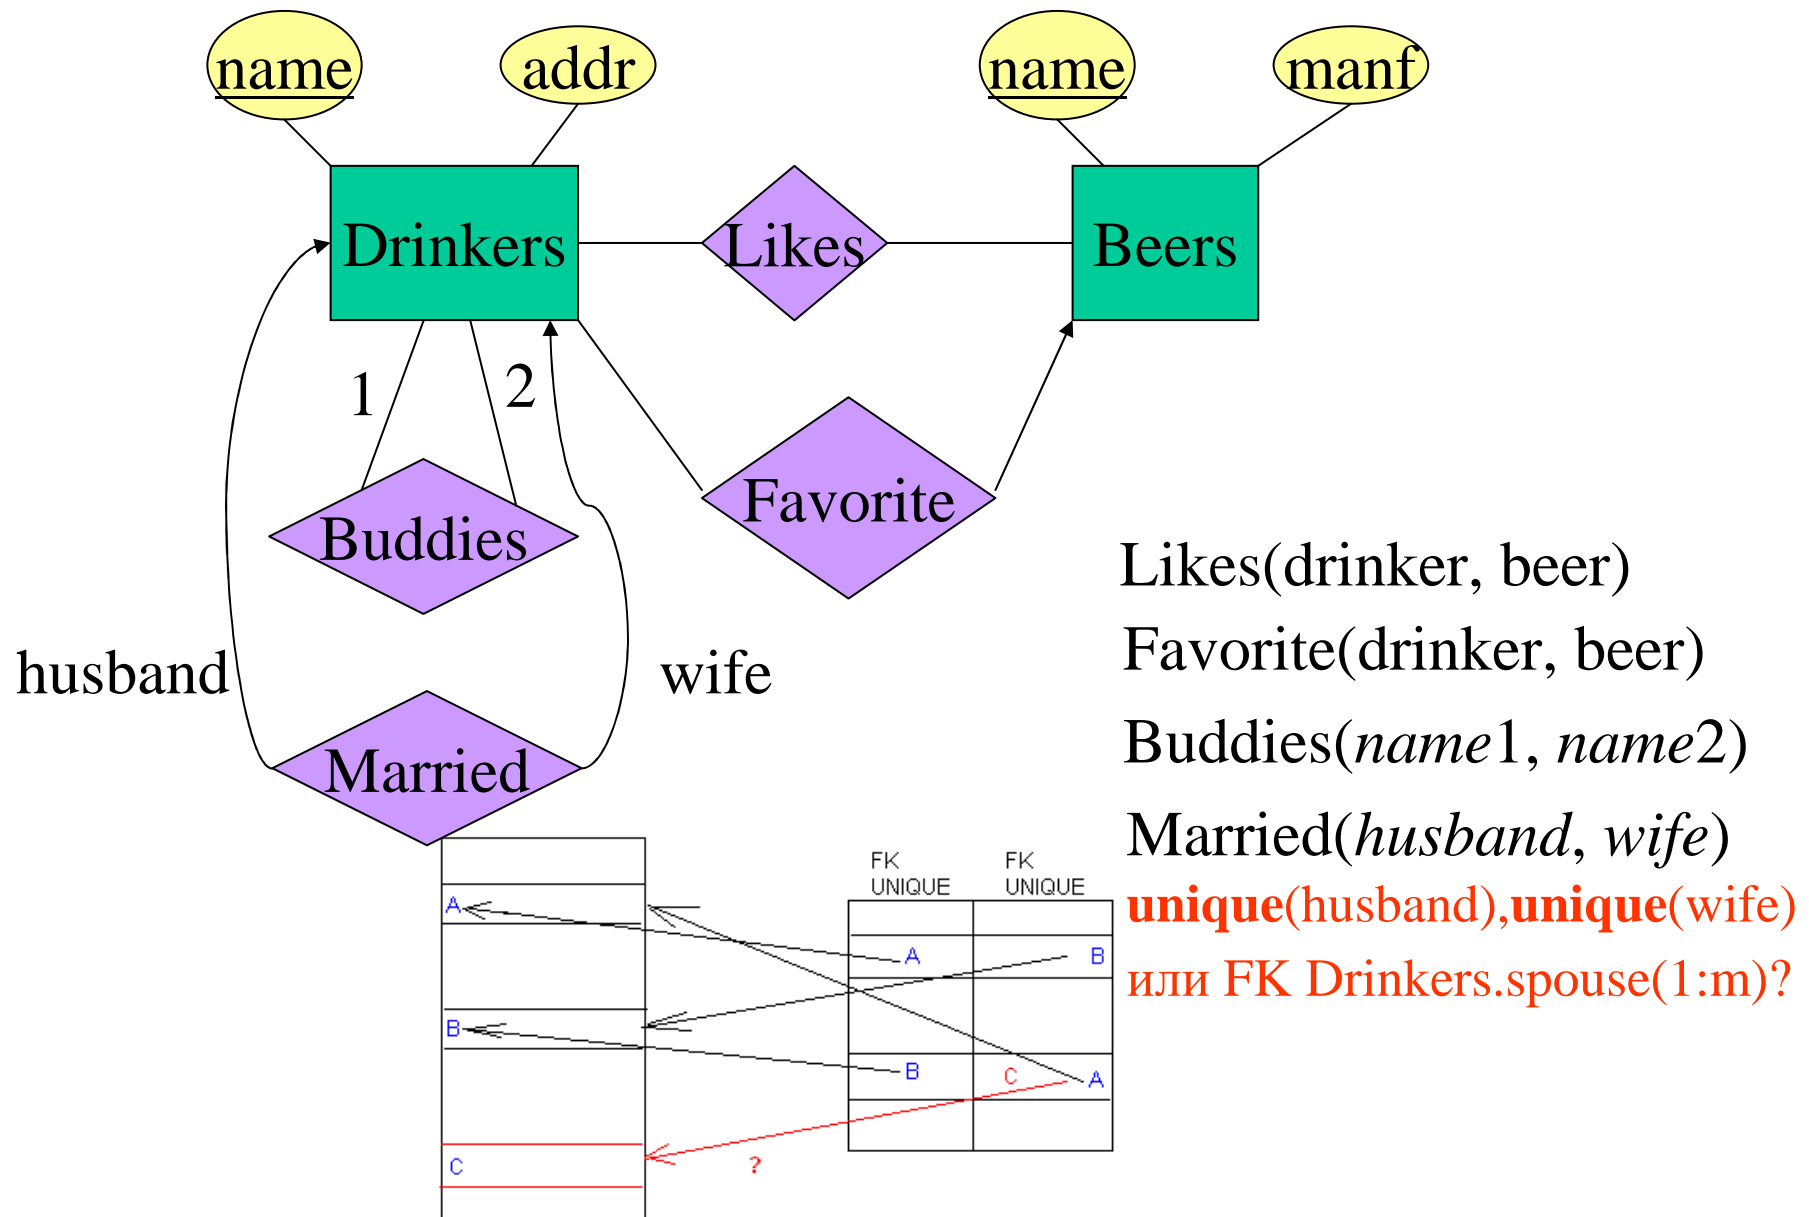 name addr name manf
Drinkers Likes Beers
1 2
Buddies Favorite
husband wife
Married
Likes(drinker, beer)
Favorite(drinker, beer)
Buddies(name1, name2)
Married(husband, wife)
unique(husband),unique(wife)
или FK Drinkers.spouse(1:m)?
FK FK
UNIQUE UNIQUE
A
A B
B
B C A
C ?